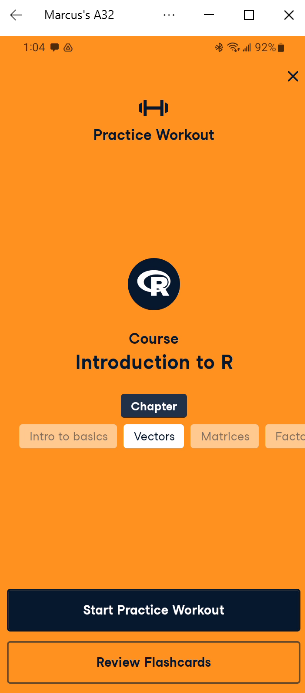 Marcus's A32
1:04 92%
Practice Workout
R
Course
Introduction to R
Chapter
Intro to basics Vectors Matrices Facto
Start Practice Workout
Review Flashcards